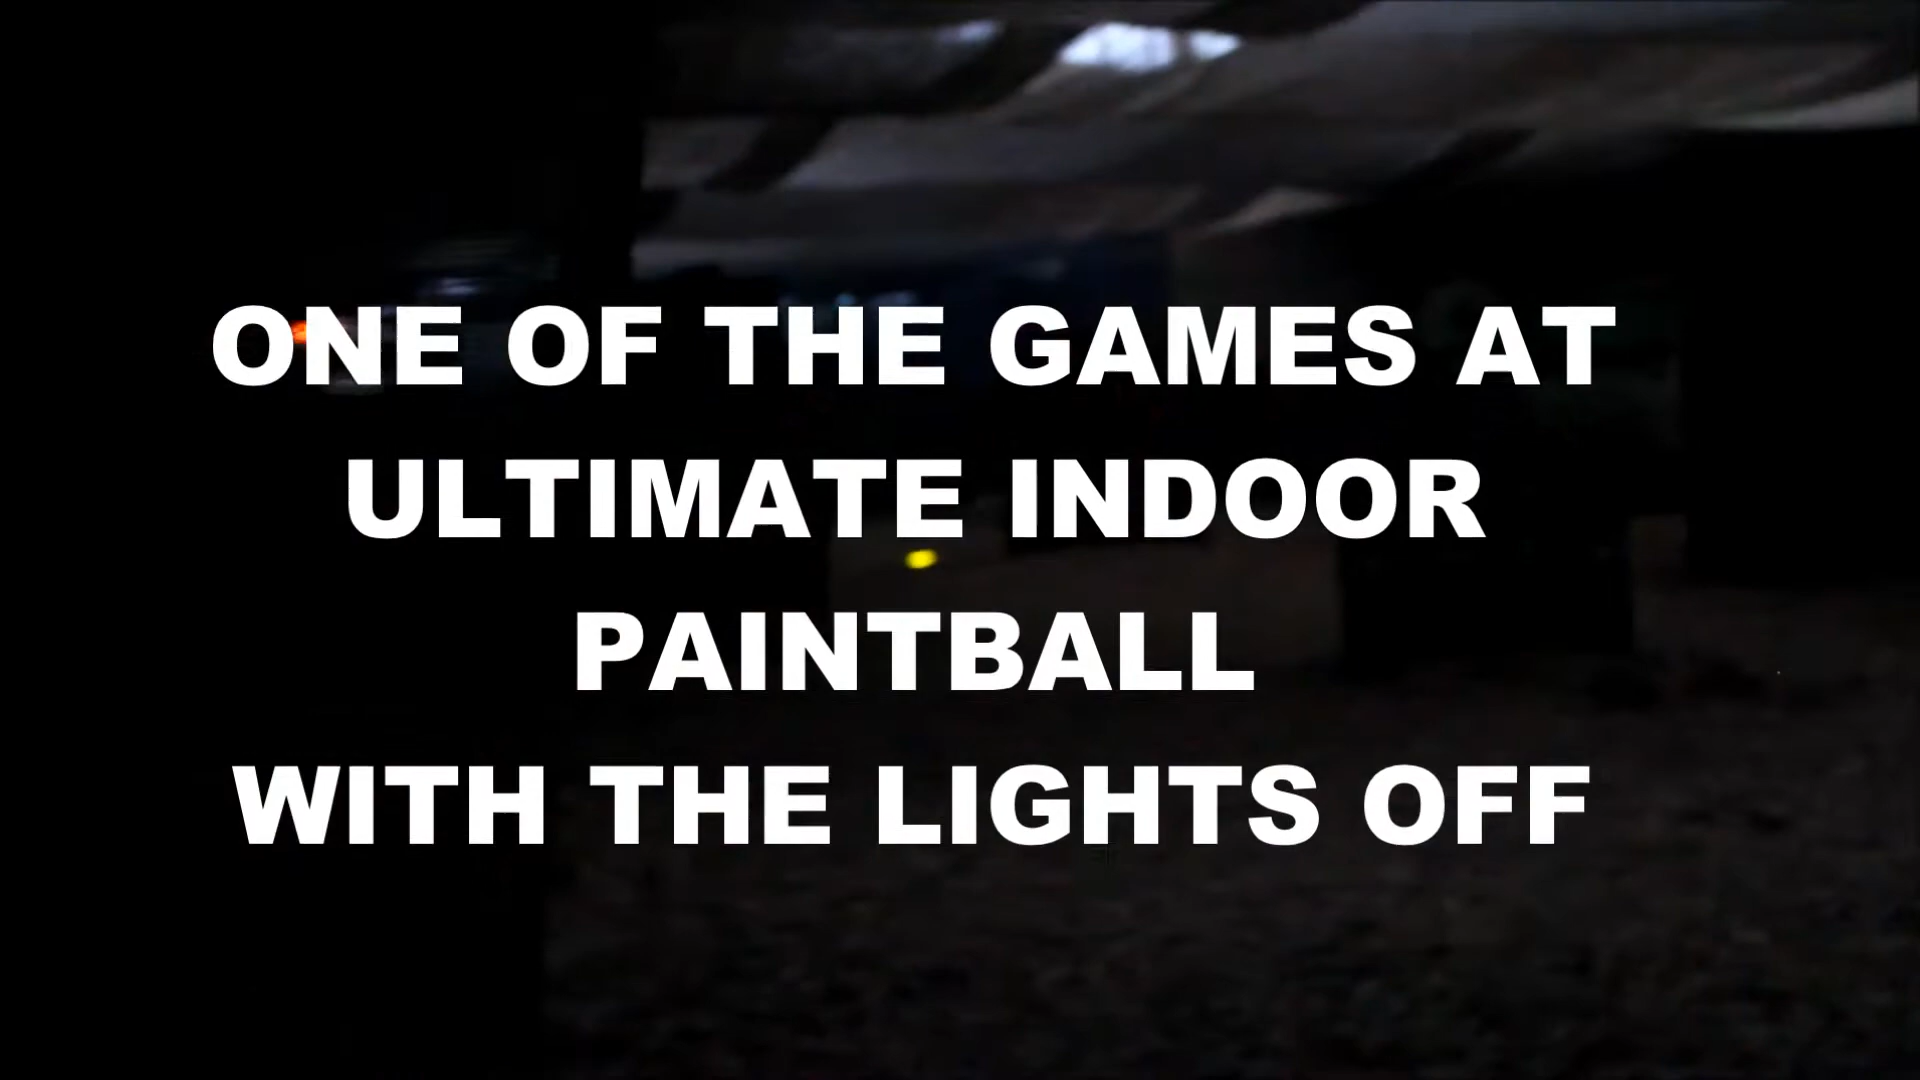 ONE OF THE GAMES AT
ULTIMATE INDOOR
PAINTBALL
WITH THE LIGHTS OFF